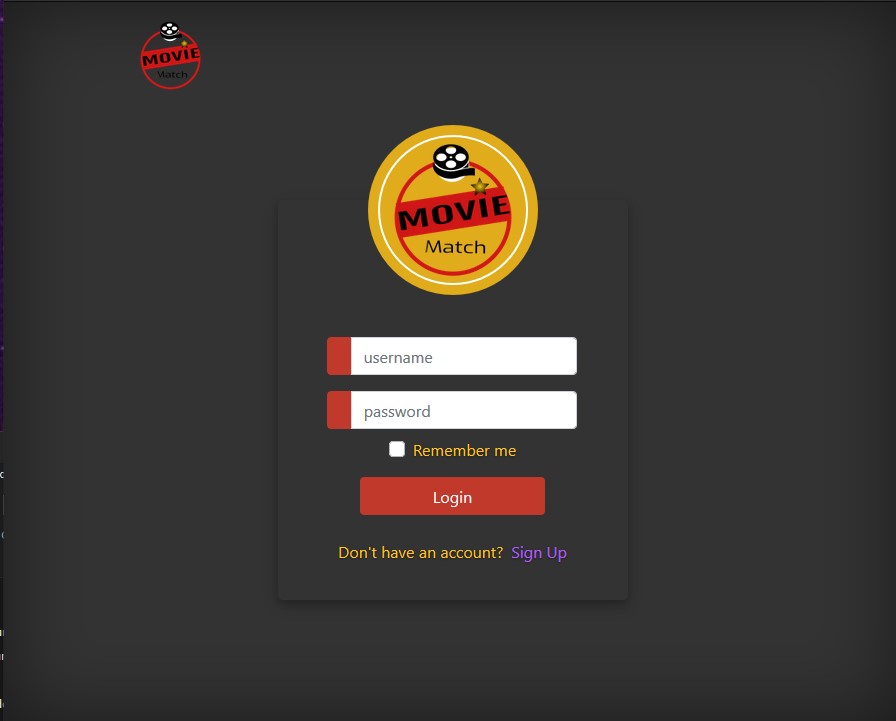 MOVIE
Match
MOVIE
Match
username
password
Remember me
Login
Don't have an account? Sign Up